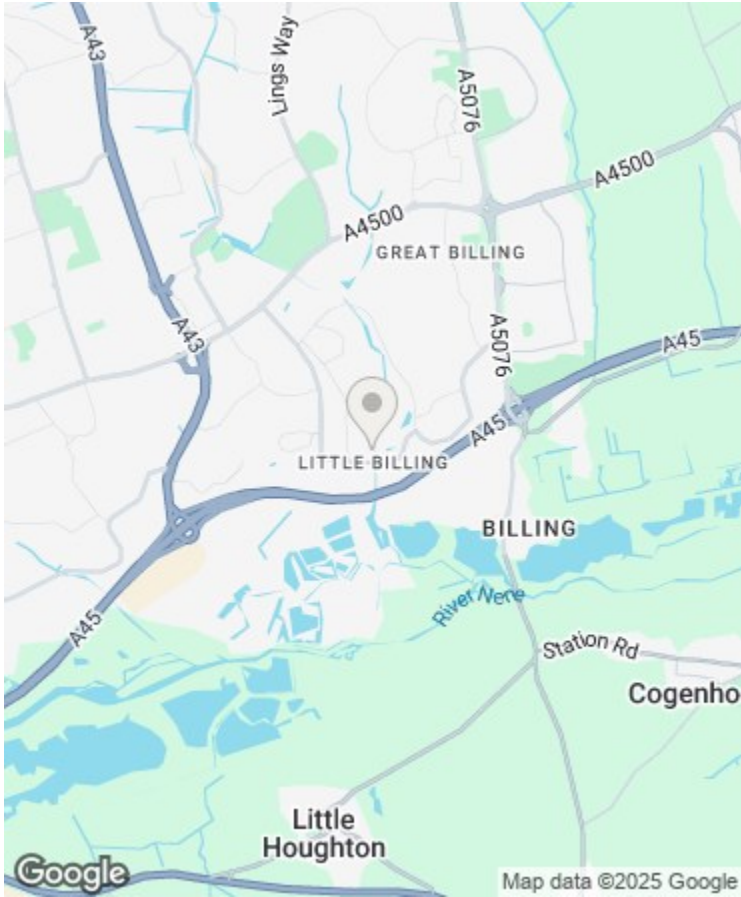 A43
Lings Way
A5076
A4500
A4500
GREAT BILLING
A43
A5076
A45
A45
LITTLE BILLING
BILLING
River Nene
A45
Station Rd
Cogenho
Little
Houghton
Google
Map data ©2025 Google